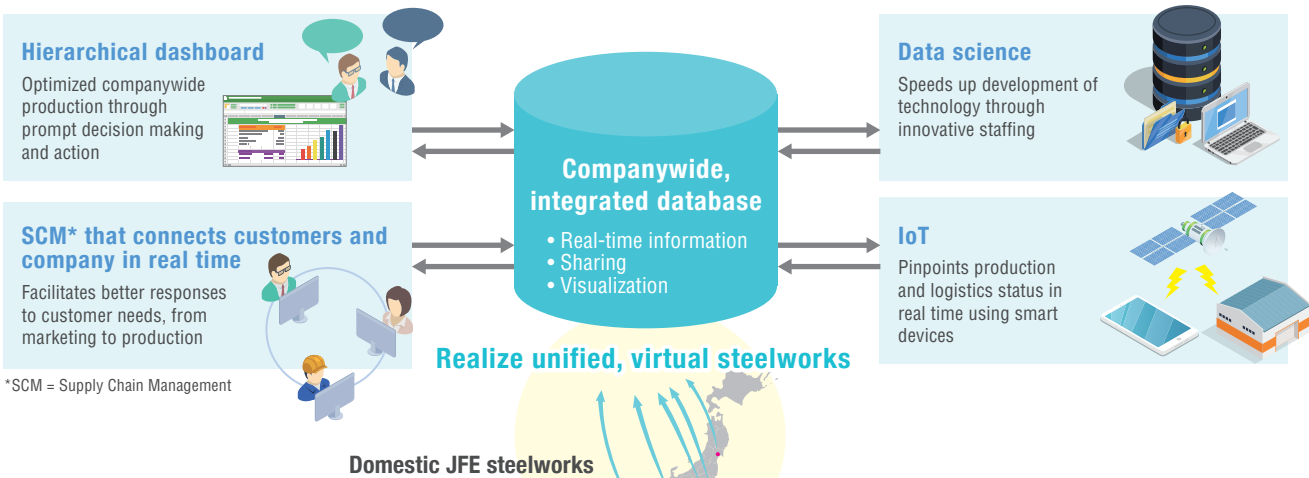 Hierarchical dashboard
Optimized companywide
production through
prompt decision making
and action
SCM* that connects customers and
company in real time
Facilitates better responses
to customer needs, from
marketing to production
*SCM = Supply Chain Management
Companywide,
integrated database
• Real-time information
• Sharing
• Visualization
Realize unified, virtual steelworks
Domestic JFE steelworks
Data science
Speeds up development of
technology through
innovative staffing
IoT
Pinpoints production
and logistics status in
real time using smart
devices